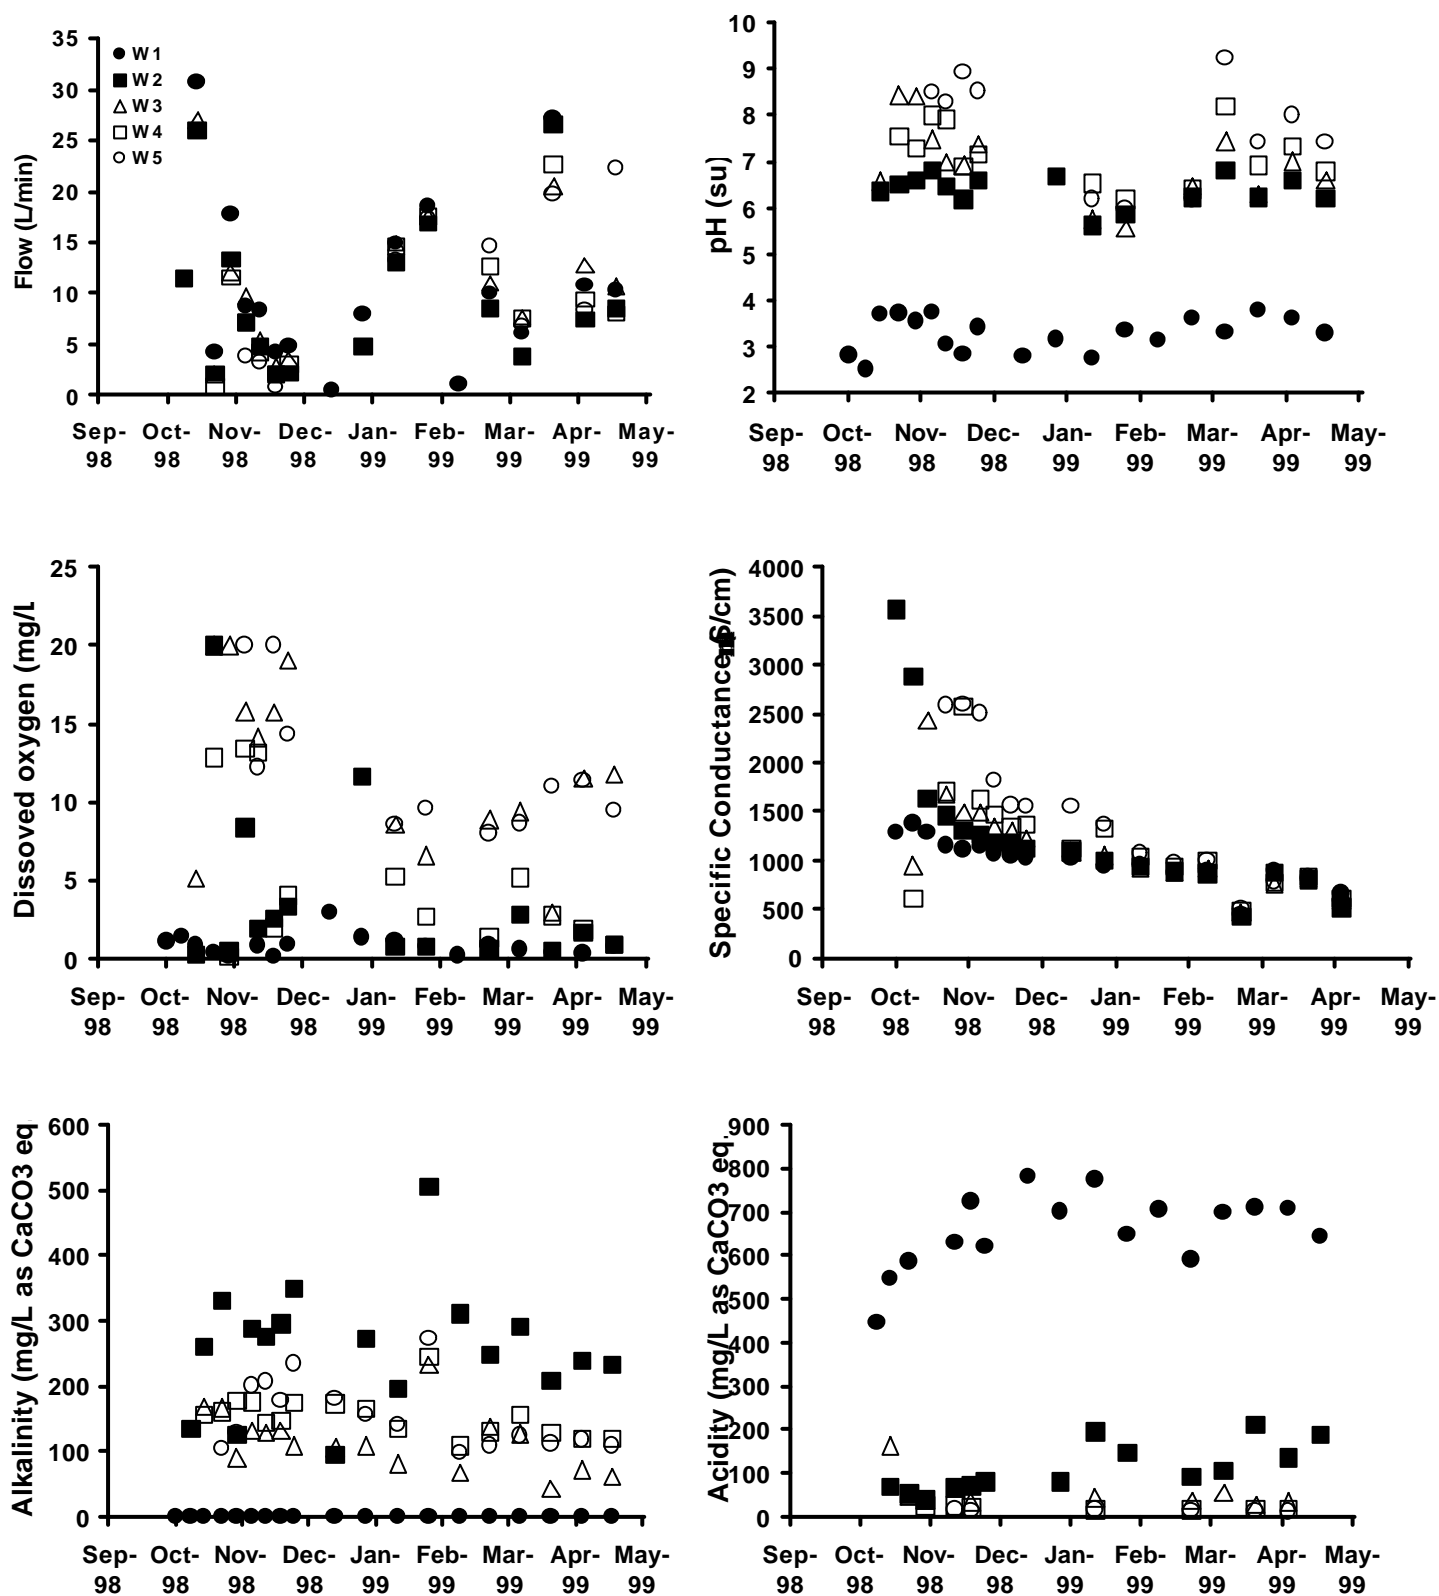 Flow (L/min)
35
30
25
20
15
10
5
0
W1
W2
W3
W4
W5
Sep- Oct- Nov- Dec- Jan- Feb- Mar- Apr- May-
98 98 98 98 99 99 99 99 99
pH (su)
10
9
8
7
6
5
4
3
2
Sep- Oct- Nov- Dec- Jan- Feb- Mar- Apr- May-
98 98 98 98 99 99 99 99 99
Dissoved oxygen (mg/L
25
20
15
10
5
0
Sep- Oct- Nov- Dec- Jan- Feb- Mar- Apr- May-
98 98 98 98 99 99 99 99 99
Specific Conductance S/cm)
4000
3500
3000
2500
2000
1500
1000
500
0
Sep- Oct- Nov- Dec- Jan- Feb- Mar- Apr- May-
98 98 98 98 99 99 99 99 99
Alkalinity (mg/L as CaCO3 eq
600
500
400
300
200
100
0
Sep- Oct- Nov- Dec- Jan- Feb- Mar- Apr- May-
98 98 98 98 99 99 99 99 99
Acidity (mg/L as CaCO3 eq.
900
800
700
600
500
400
300
200
100
0
Sep- Oct- Nov- Dec- Jan- Feb- Mar- Apr- May-
98 98 98 98 99 99 99 99 99